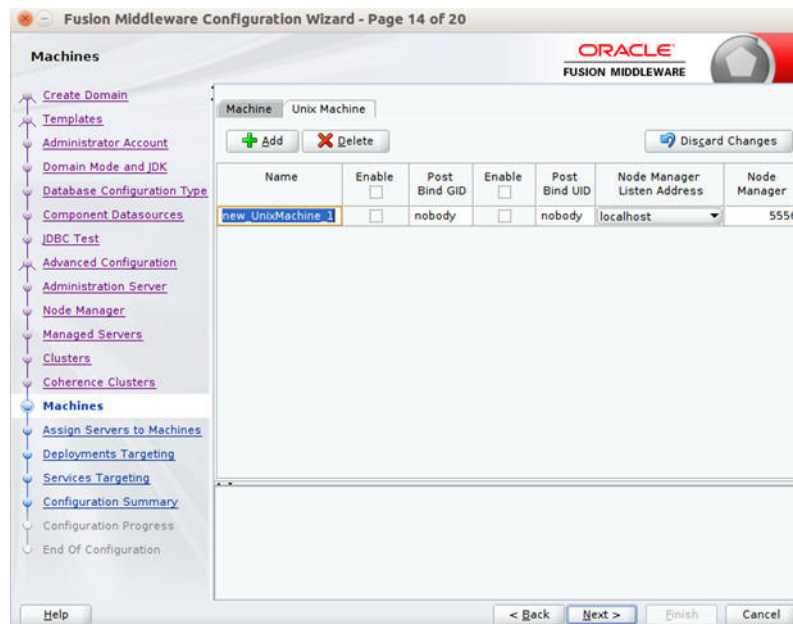 Fusion Middleware Configuration Wizard - Page 14 of 20
Machines
ORACLE
FUSION MIDDLEWARE
Create Domain
Templates
Administrator Account
Domain Mode and JDK
Database Configuration Type
Component Datasources
JDBC Test
Advanced Configuration
Administration Server
Node Manager
Managed Servers
Clusters
Coherence Clusters
Machines
Assign Servers to Machines
Deployments Targeting
Services Targeting
Configuration Summary
Configuration Progress
End Of Configuration
Machine Unix Machine
Add Delete Discard Changes
Name Enable Post Bind GID Enable Post Bind UID Node Manager Listen Address Node Manager
new_UnixMachine_1 nobody nobody localhost 5556
Help < Back Next > Finish Cancel